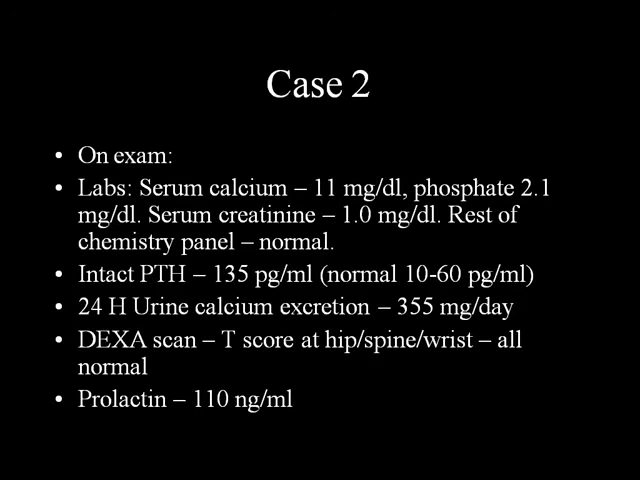 Case 2
• On exam:
• Labs: Serum calcium – 11 mg/dl, phosphate 2.1
mg/dl. Serum creatinine – 1.0 mg/dl. Rest of
chemistry panel – normal.
• Intact PTH – 135 pg/ml (normal 10-60 pg/ml)
• 24 H Urine calcium excretion – 355 mg/day
• DEXA scan – T score at hip/spine/wrist – all
normal
• Prolactin – 110 ng/ml